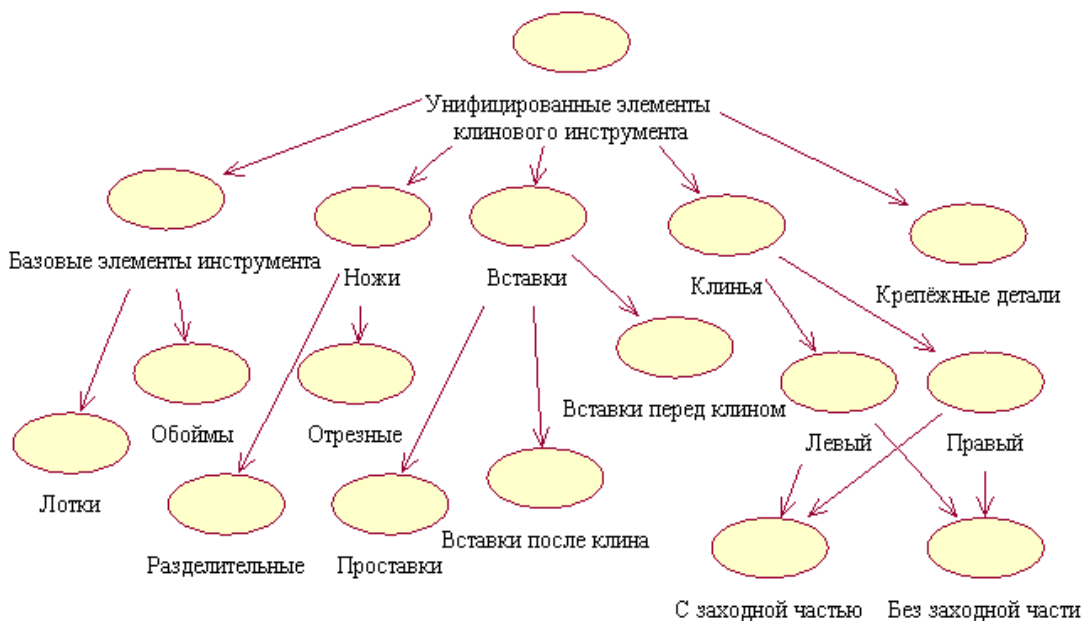 Унифицированные элементы
клинового инструмента
Базовые элементы инструмента
Ножи
Вставки
Клинья
Крепёжные детали
Обоймы
Отрезные
Вставки перед клином
Левый
Правый
Лотки
Разделительные
Проставки
Вставки после клина
С заходной частью
Без заходной части